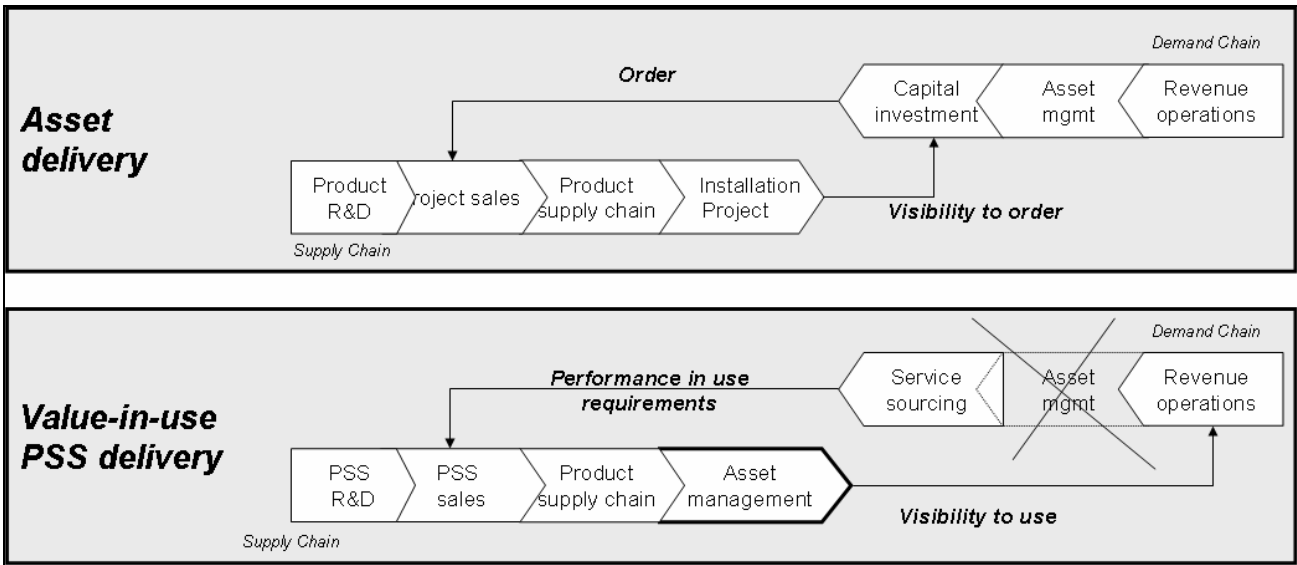 Demand Chain
Order
Capital investment
Asset mgmt
Revenue operations
Asset
delivery
Product R&D
roject sales
Product supply chain
Installation Project
Visibility to order
Supply Chain
Demand Chain
Performance in use
requirements
Service sourcing
Asset mgmt
Revenue operations
Value-in-use
PSS delivery
PSS R&D
PSS sales
Product supply chain
Asset management
Visibility to use
Supply Chain